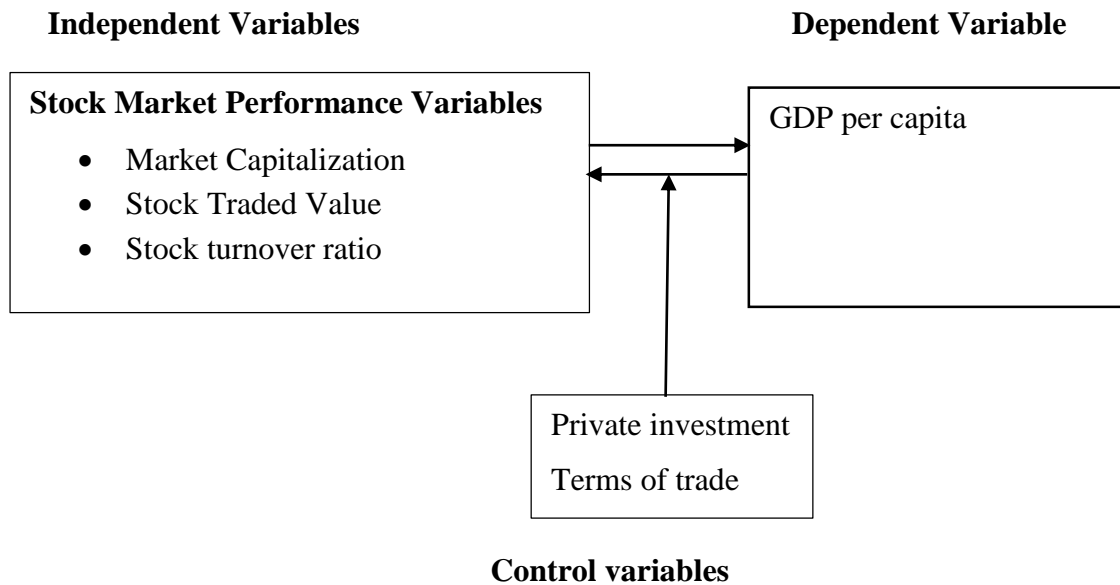 Independent Variables
Dependent Variable
Stock Market Performance Variables
• Market Capitalization
• Stock Traded Value
• Stock turnover ratio
GDP per capita
Private investment
Terms of trade
Control variables